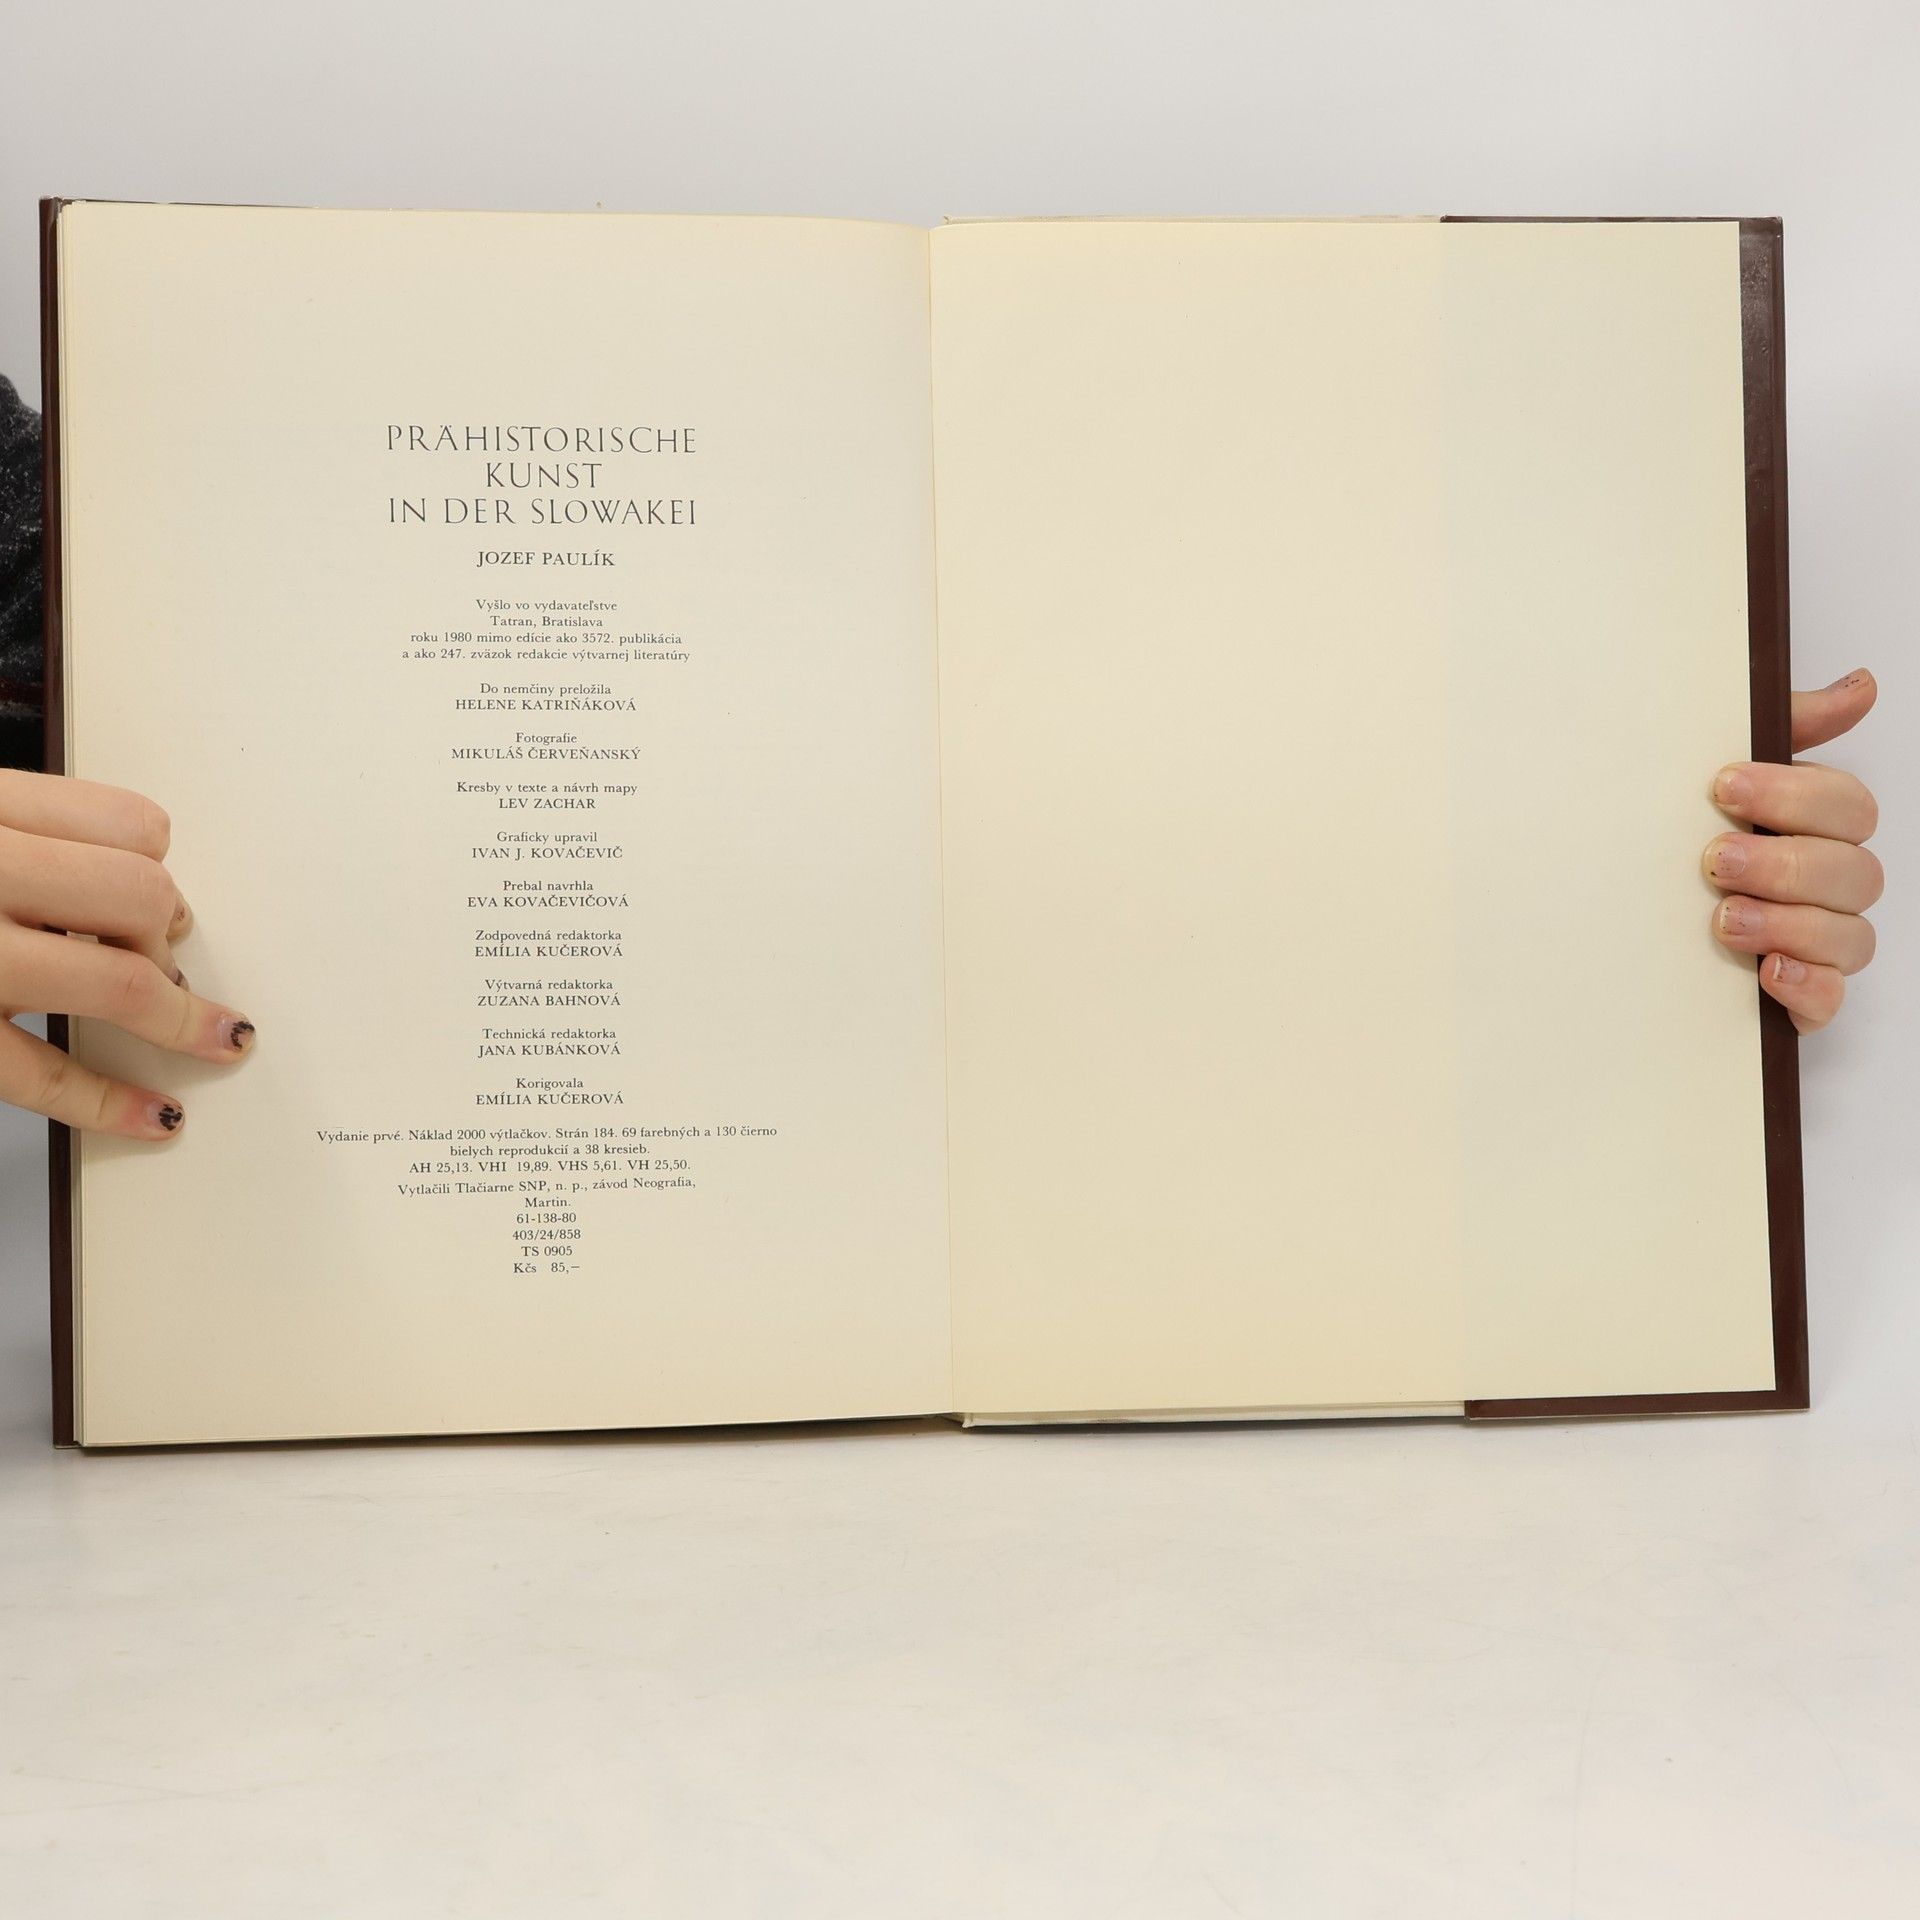 PRÄHISTORISCHE
KUNST
IN DER SLOWAKEI
JOZEF PAULÍK
Vyšlo vo vydavateľstve
Tatran, Bratislava
roku 1980 mimo edície ako 3572. publikácia
a ako 247. zväzok redakcie výtvarnej literatúry
Do nemčiny preložila
HELENE KATRIŇÁKOVÁ
Fotografie
MIKULÁŠ ČERVEŇANSKÝ
Kresby v texte a návrh mapy
LEV ZACHAR
Graficky upravil
IVAN J. KOVAČEVIČ
Prebal navrhla
EVA KOVAČEVIČOVÁ
Zodpovedná redaktorka
EMÍLIA KUČEROVÁ
Výtvarná redaktorka
ZUZANA BAHNOVÁ
Technická redaktorka
JANA KUBÁNKOVÁ
Korigovala
EMÍLIA KUČEROVÁ
Vydanie prvé. Náklad 2000 výtlačkov. Strán 184. 69 farebných a 130 čierno
bielych reprodukcií a 38 kresieb.
AH 25,13. VHI 19,89. VHS 5,61. VH 25,50.
Vytlačili Tlačiarne SNP, n. p., závod Neografia,
Martin.
61-138-80
403/24/858
TS 0905
Kčs 85,—